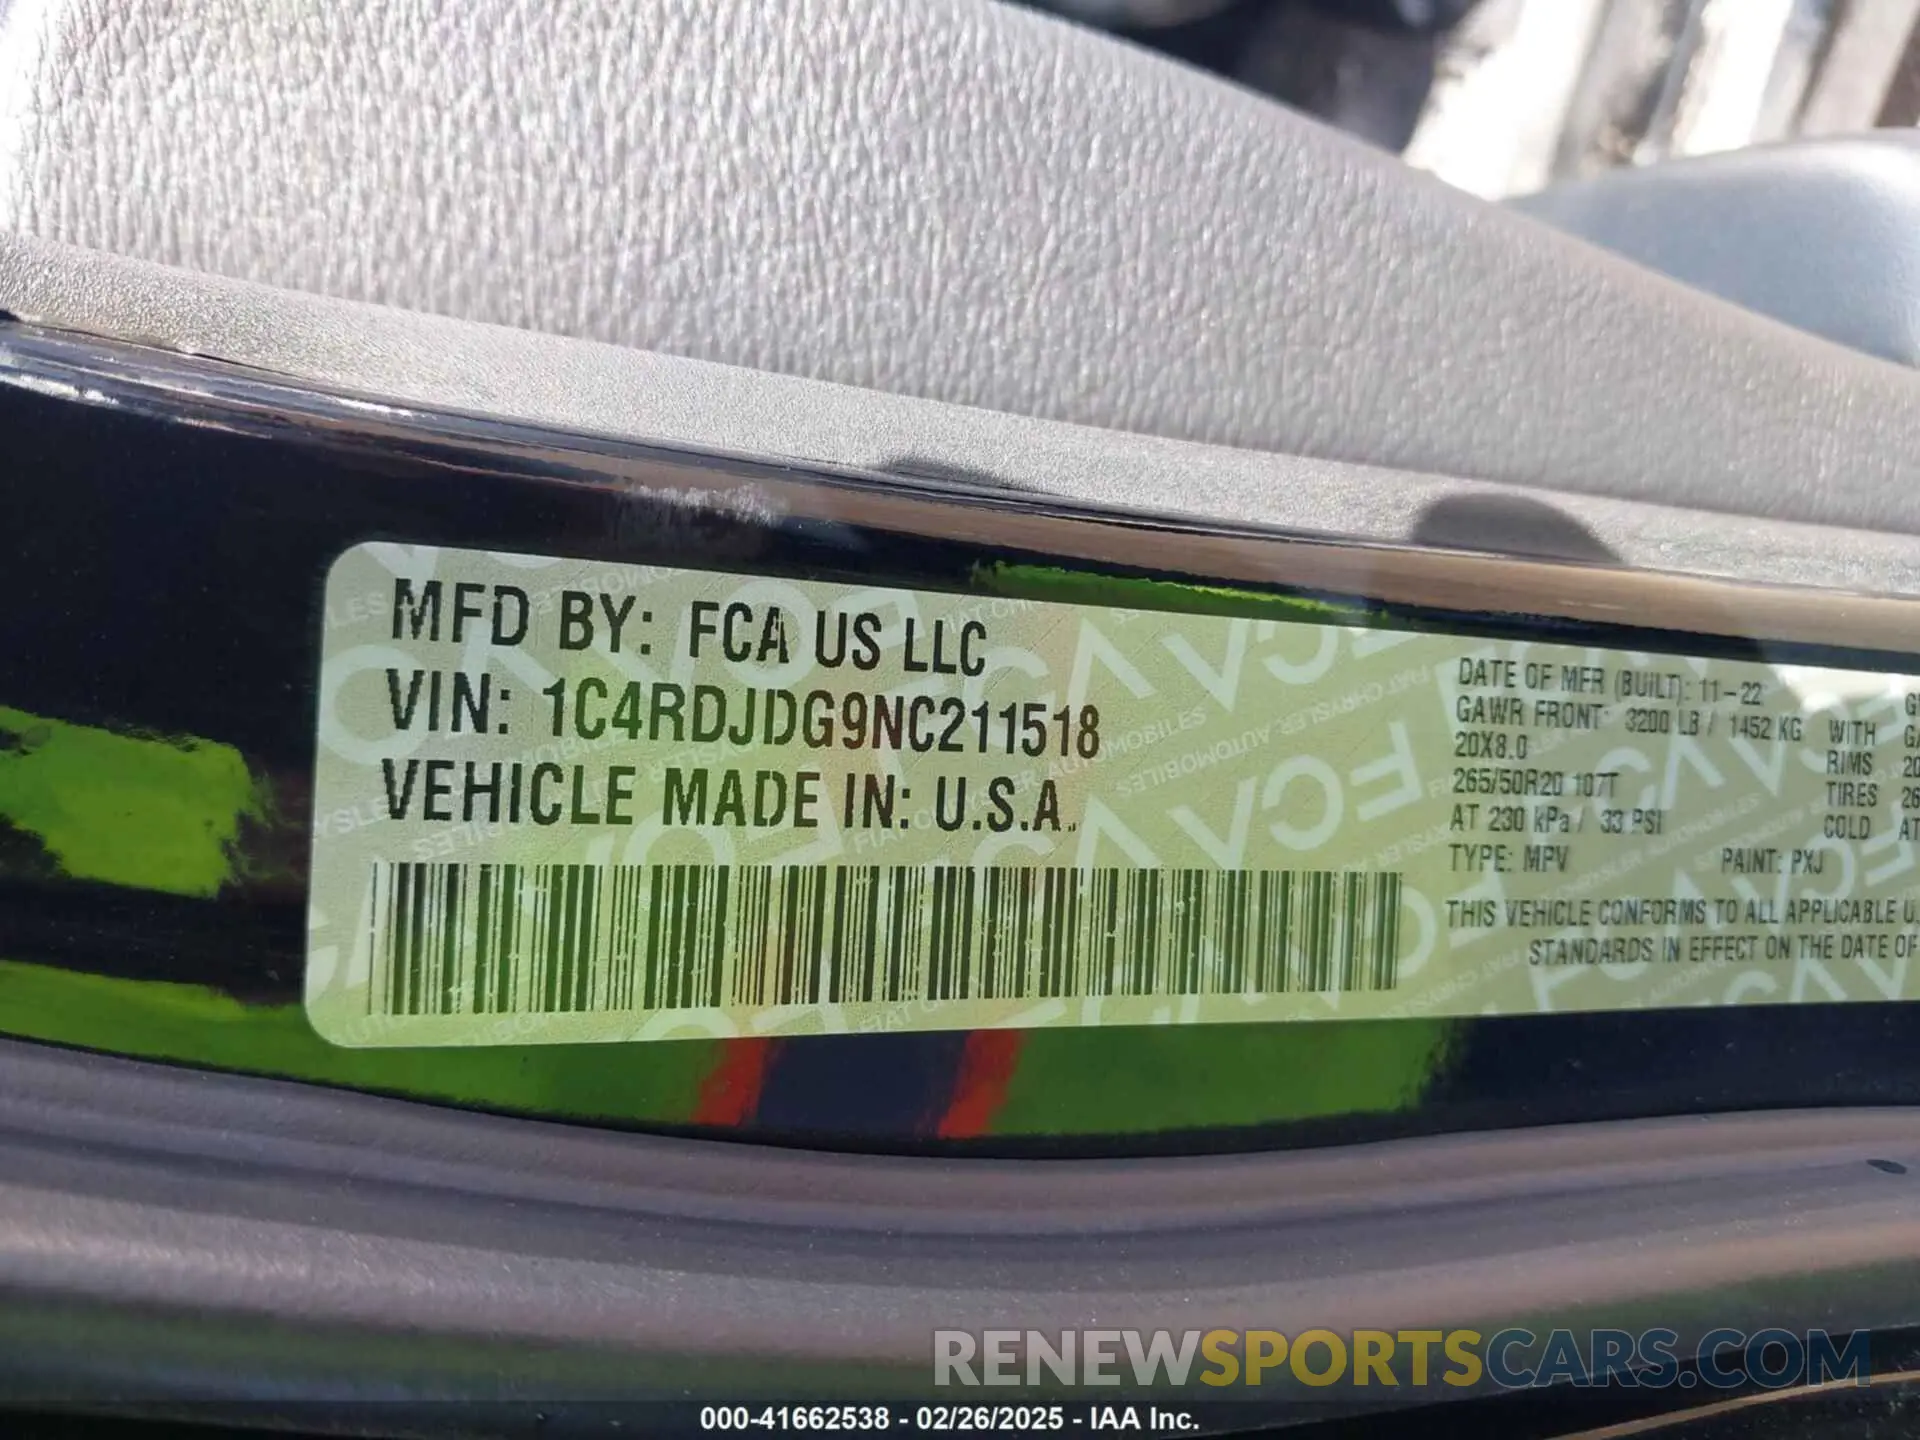 MFD BY: FCA US LLC
VIN: 1C4RDJDG9NC211518
VEHICLE MADE IN: U.S.A.
DATE OF MFR (BUILT): 11-22
GAWR FRONT: 3200 LB / 1452 KG WITH
20X8.0 RIMS 20
265/50R20 107T TIRES 26
AT 230 kPa / 33 PSI COLD AT
TYPE: MPV PAINT: PXJ
THIS VEHICLE CONFORMS TO ALL APPLICABLE U.
STANDARDS IN EFFECT ON THE DATE OF
RENEWSPORTSCARS.COM
000-41662538 - 02/26/2025 - IAA Inc.